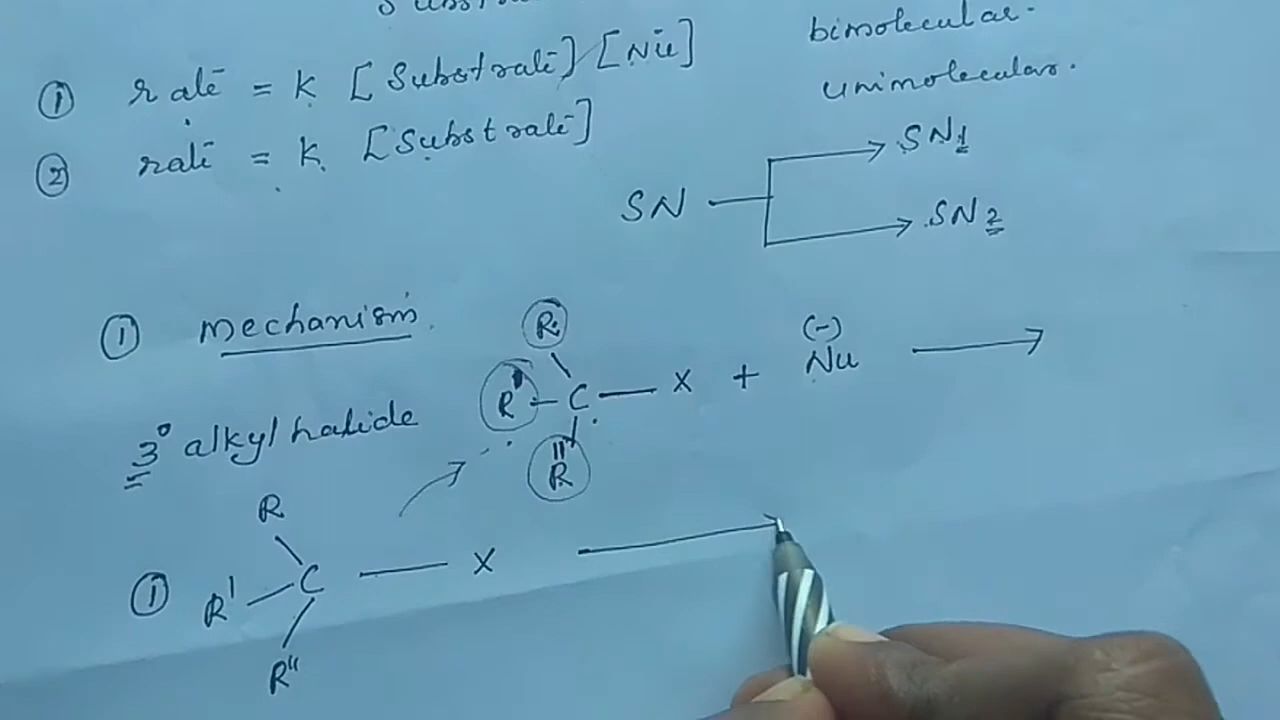 bimolecular.
① rate = K [Substrate] [Nu]
unimolecular.
② rate = K [Substrate]
SN
SN1
SN2
① Mechanism.
R
R' - C — X + Nu
(-)
R"
3° alkyl halide
R
① R' C — X
R"